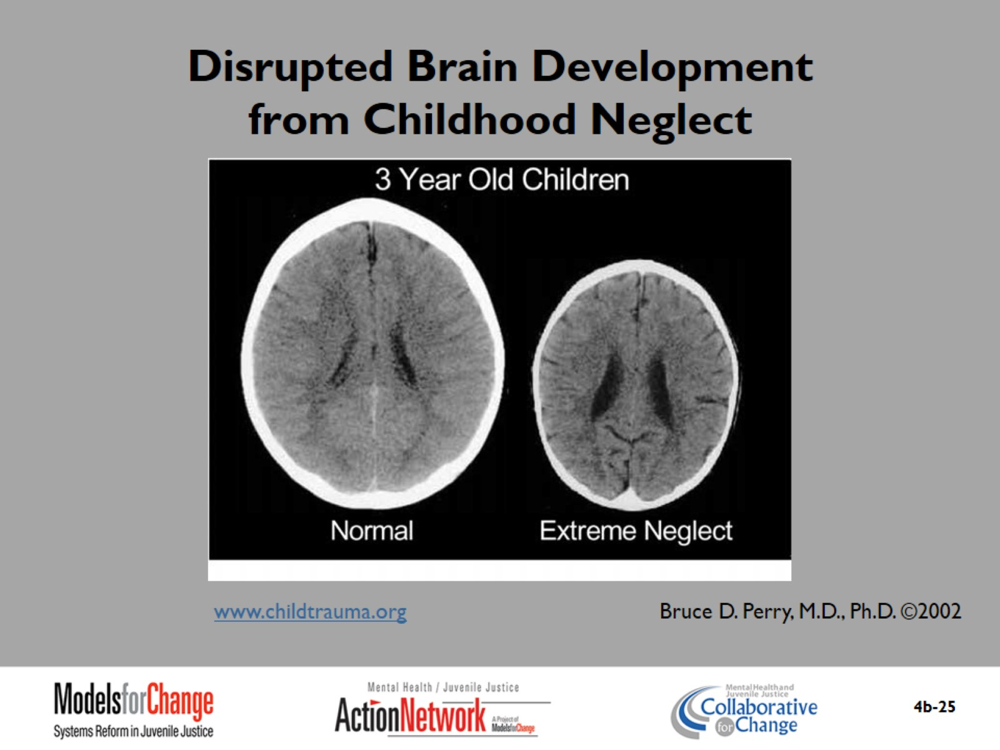 Disrupted Brain Development
from Childhood Neglect
3 Year Old Children
Normal
Extreme Neglect
www.childtrauma.org
Bruce D. Perry, M.D., Ph.D. ©2002
ModelsforChange
Systems Reform in Juvenile Justice
Mental Health / Juvenile Justice
ActionNetwork
A Project of
ModelsforChange
Mental Health and
Juvenile Justice
Collaborative
for Change
4b-25